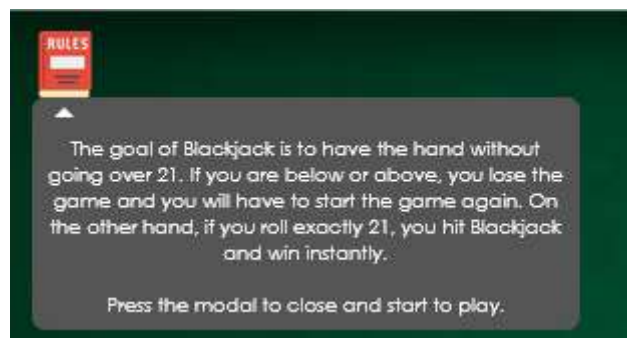 RULES
The goal of Blackjack is to have the hand without
going over 21. If you are below or above, you lose the
game and you will have to start the game again. On
the other hand, if you roll exactly 21, you hit Blackjack
and win instantly.
Press the modal to close and start to play.